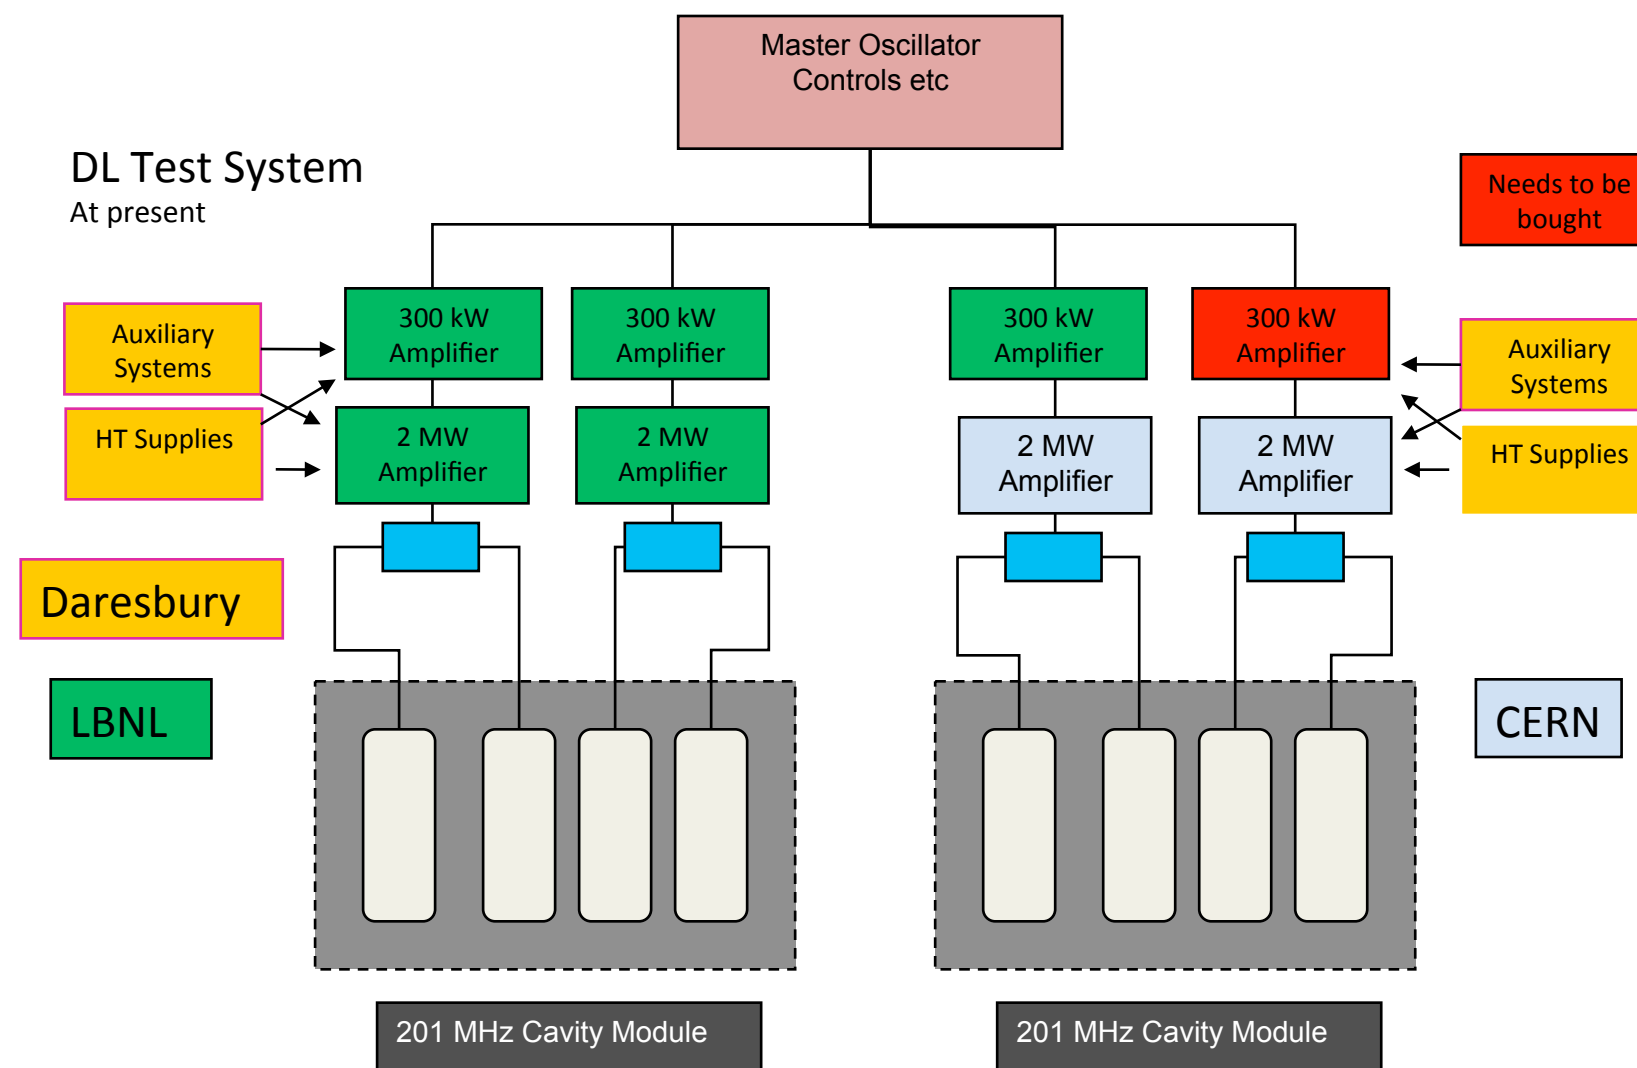 Master Oscillator
Controls etc
DL Test System
At present
Needs to be
bought
300 kW
Amplifier
300 kW
Amplifier
300 kW
Amplifier
300 kW
Amplifier
Auxiliary
Systems
Auxiliary
Systems
HT Supplies
2 MW
Amplifier
2 MW
Amplifier
2 MW
Amplifier
2 MW
Amplifier
HT Supplies
Daresbury
LBNL
CERN
201 MHz Cavity Module
201 MHz Cavity Module